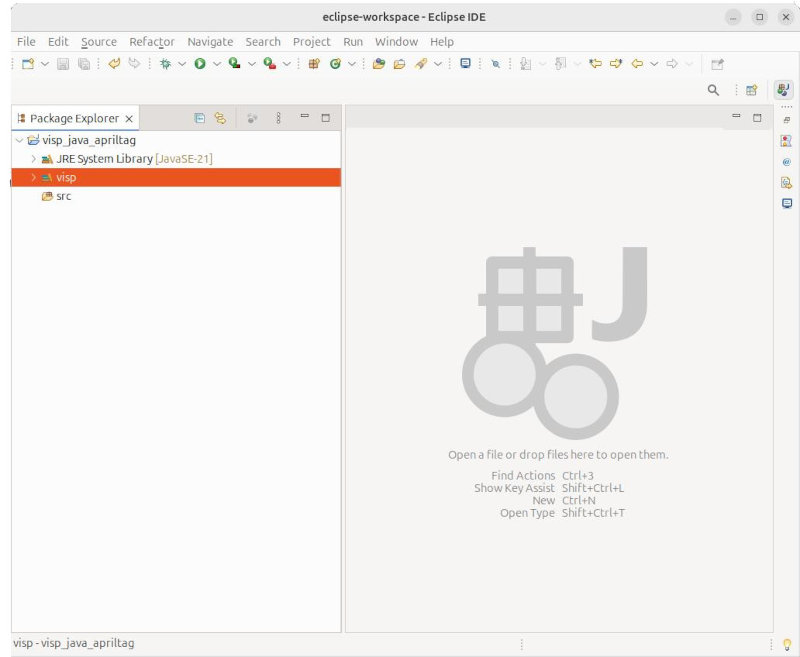 eclipse-workspace - Eclipse IDE
File Edit Source Refactor Navigate Search Project Run Window Help
Package Explorer
visp_java_apriltag
JRE System Library [JavaSE-21]
visp
src
J
Open a file or drop files here to open them.
Find Actions Ctrl+3
Show Key Assist Shift+Ctrl+L
New Ctrl+N
Open Type Shift+Ctrl+T
visp - visp_java_apriltag